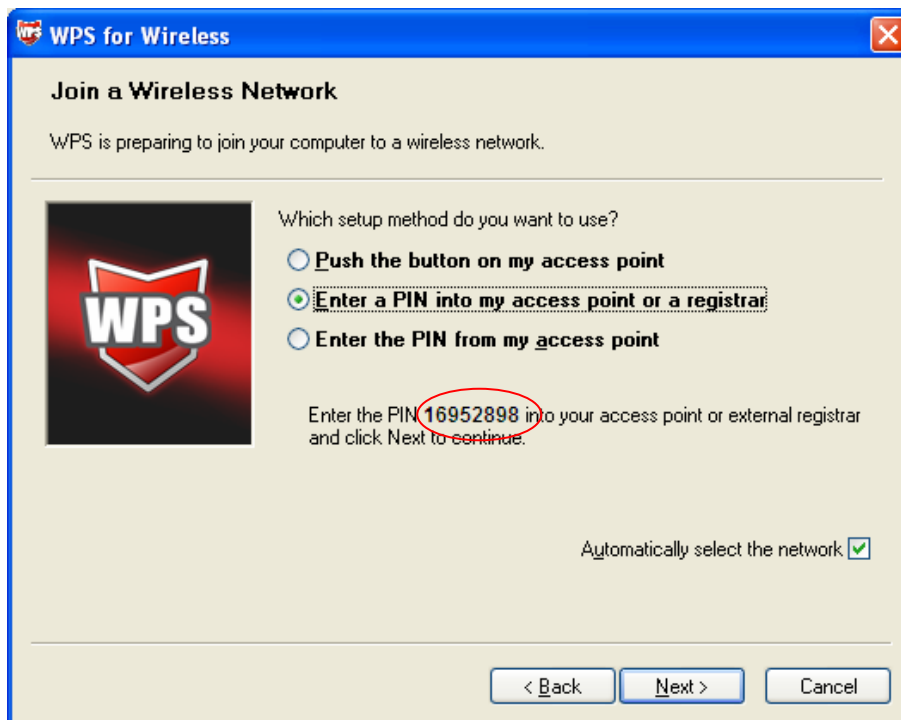 WPS WPS for Wireless
Join a Wireless Network
WPS is preparing to join your computer to a wireless network.
WPS
Which setup method do you want to use?
Push the button on my access point
Enter a PIN into my access point or a registrar
Enter the PIN from my access point
Enter the PIN 16952898 into your access point or external registrar
and click Next to continue.
Automatically select the network
< Back Next > Cancel